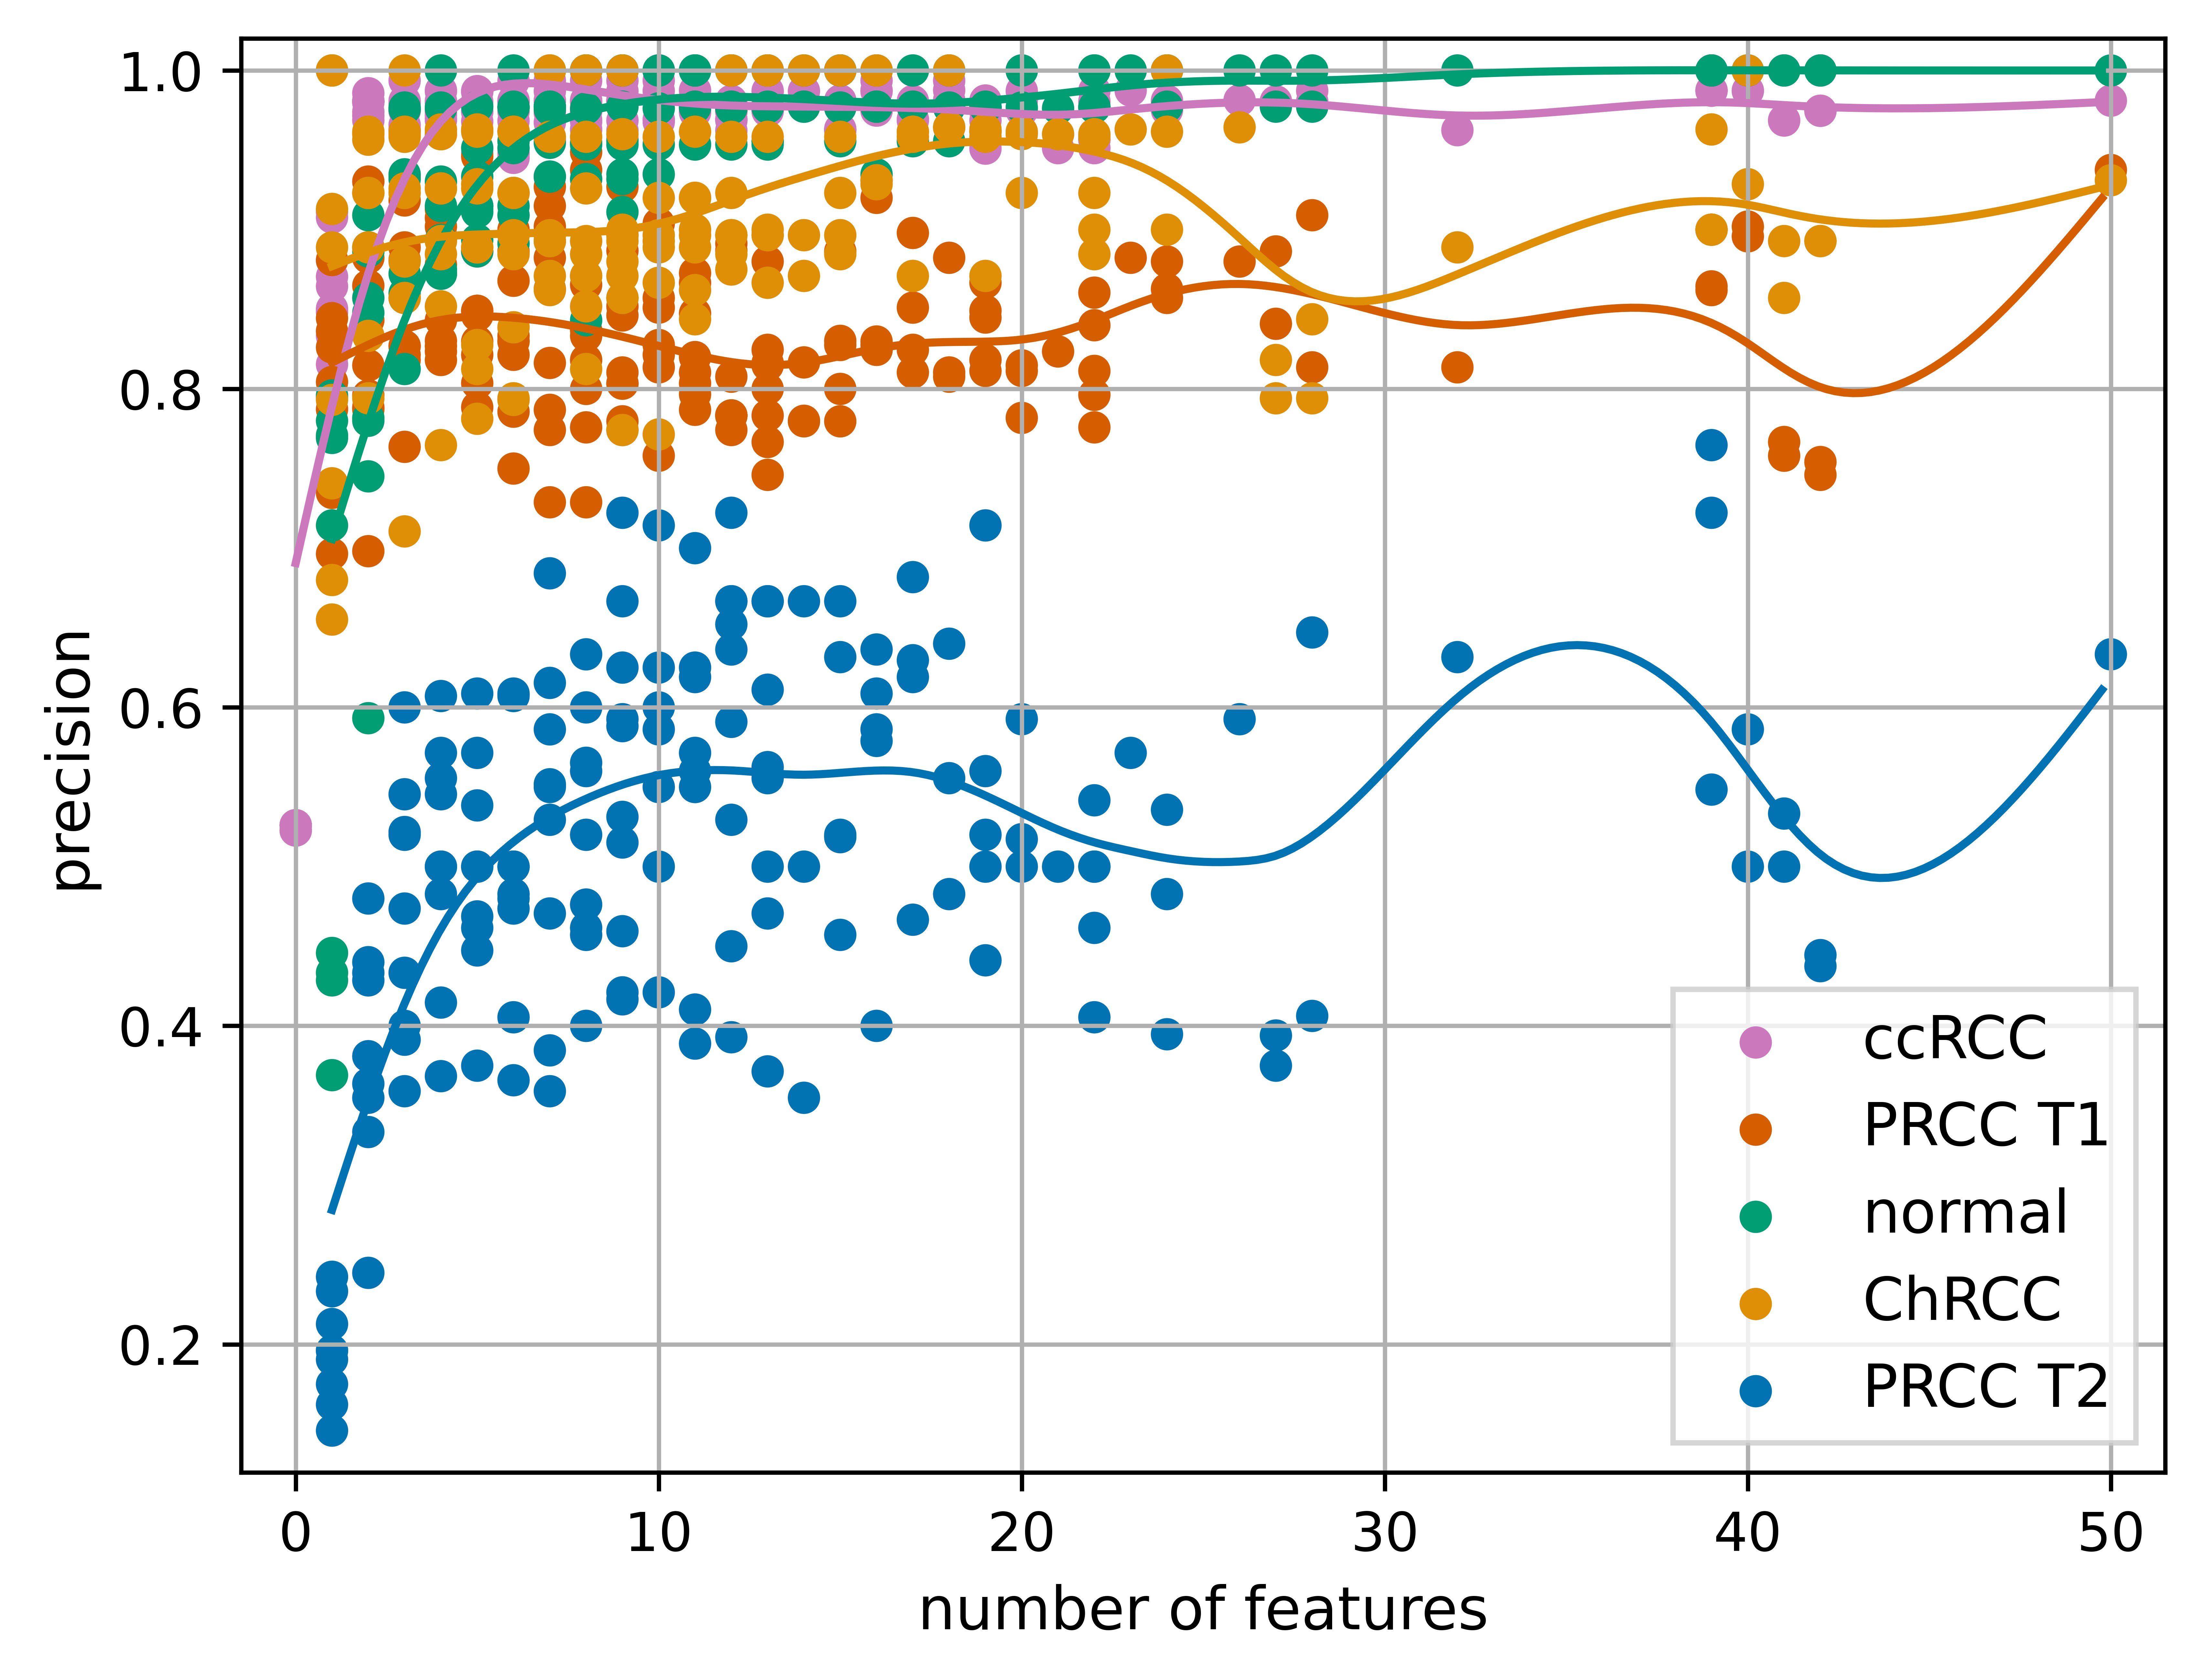 1.0
0.8
0.6
0.4
0.2
precision
0 10 20 30 40 50
number of features
ccRCC
PRCC T1
normal
ChRCC
PRCC T2